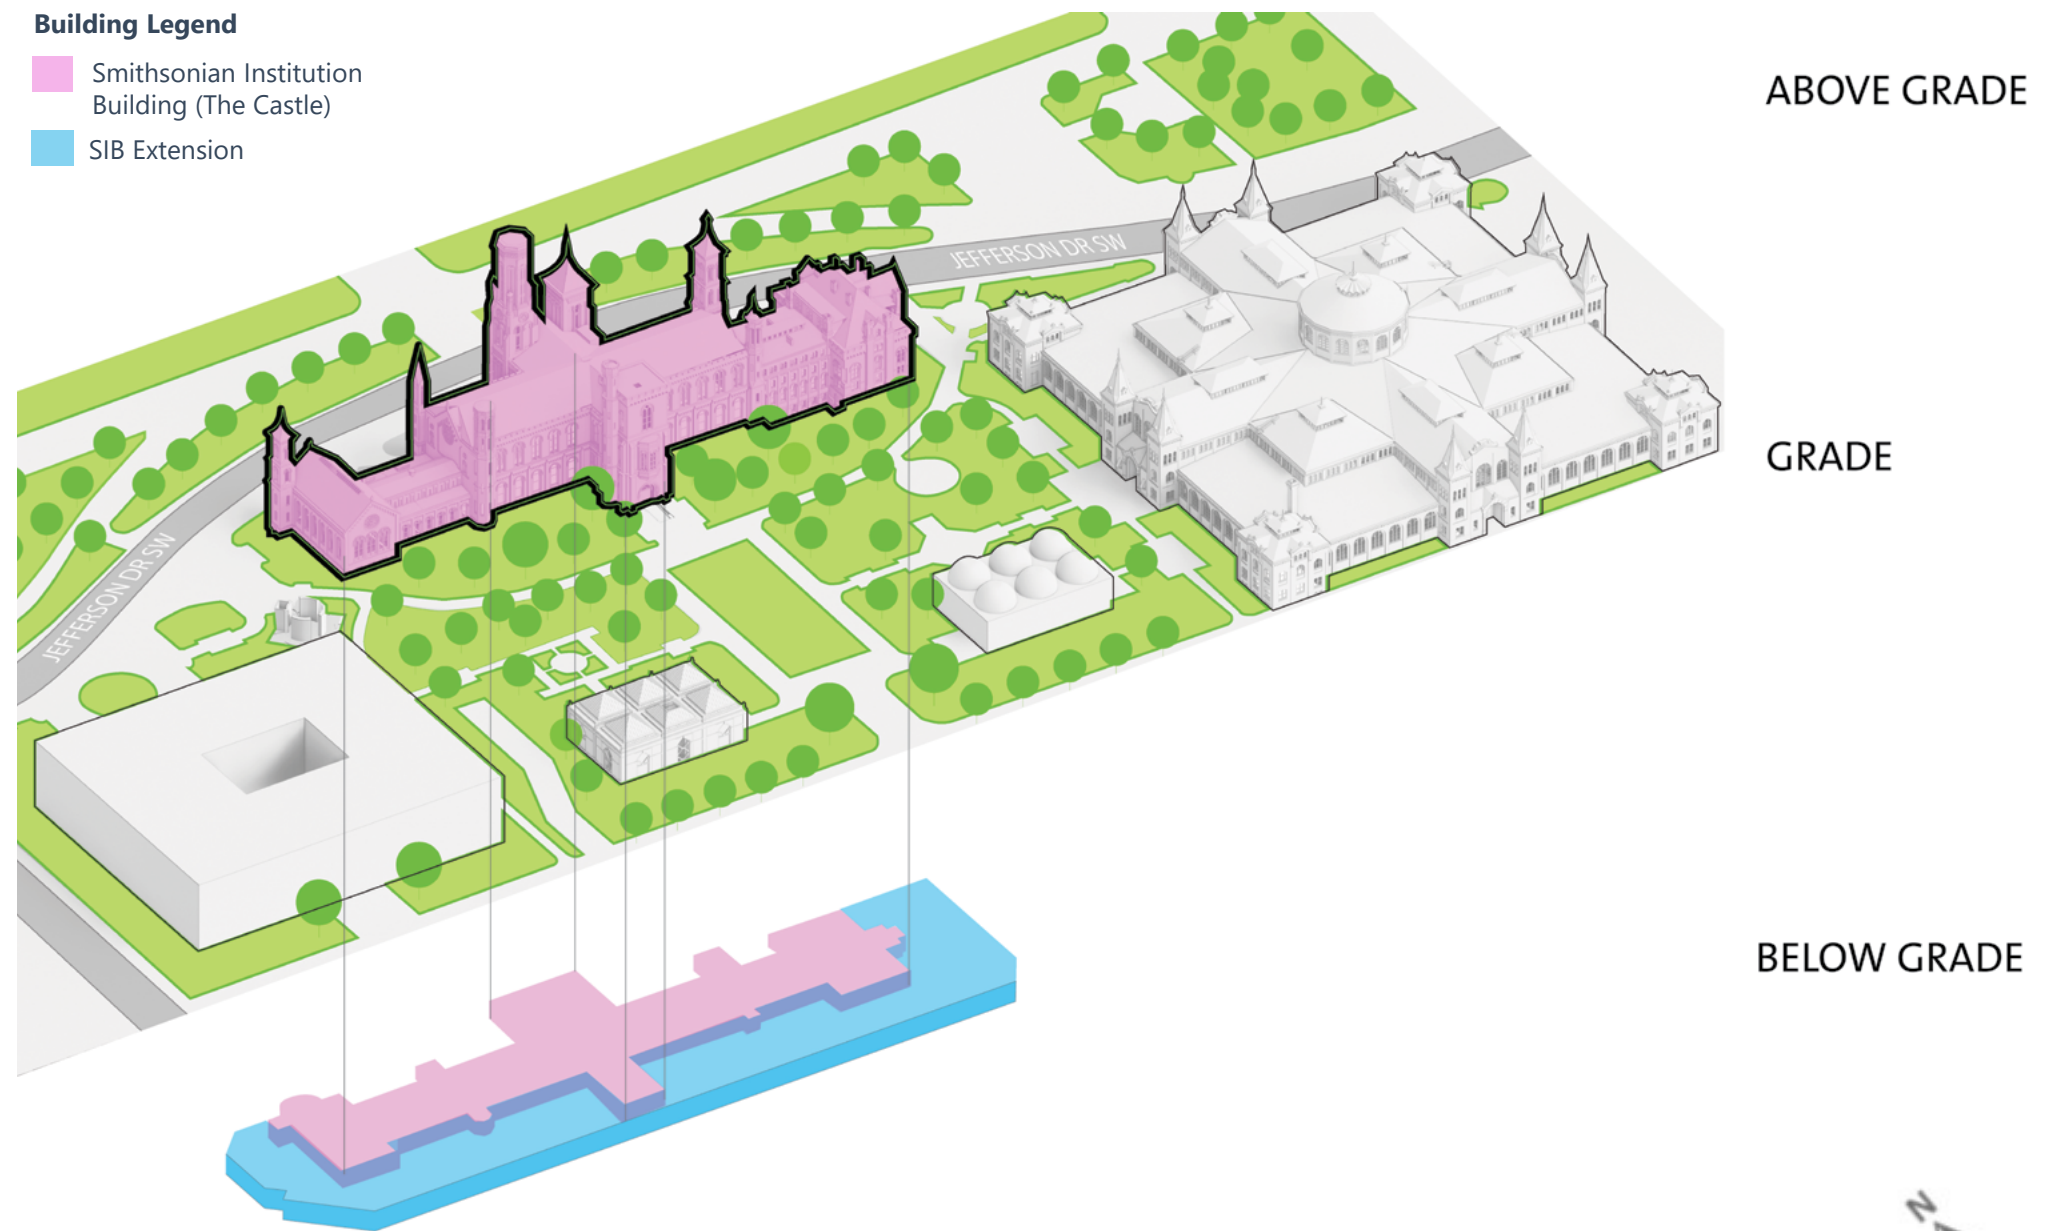 Building Legend
Smithsonian Institution
Building (The Castle)
SIB Extension
ABOVE GRADE
JEFFERSON DR SW
GRADE
JEFFERSON DR SW
BELOW GRADE
N